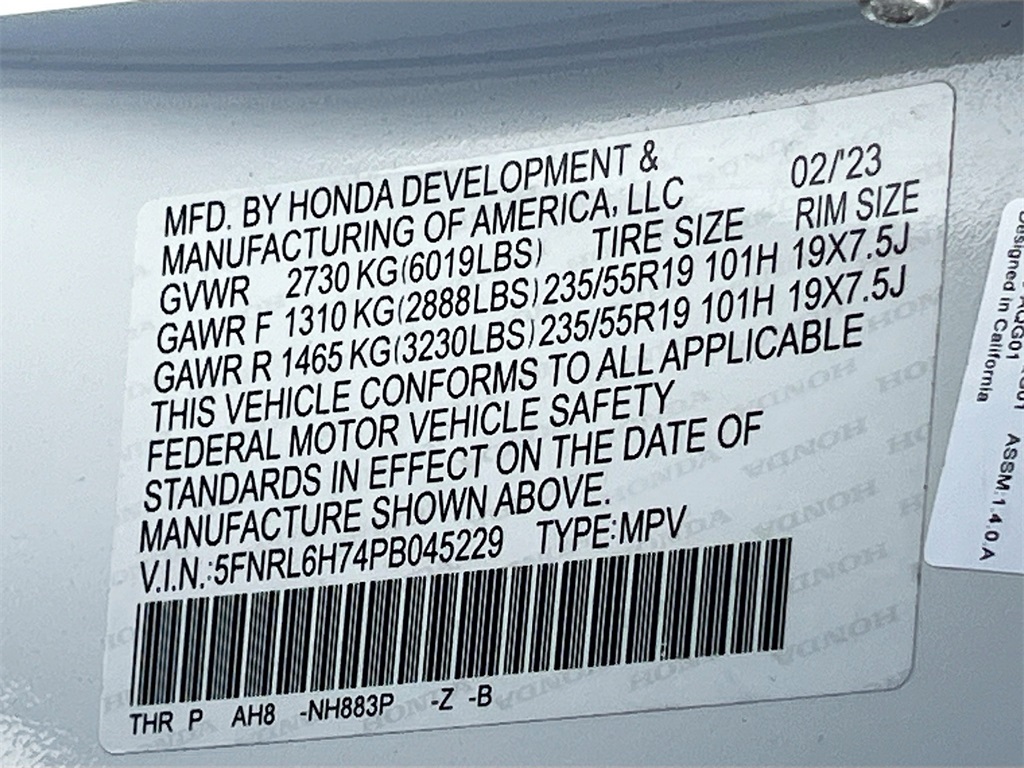 MFD. BY HONDA DEVELOPMENT &
MANUFACTURING OF AMERICA, LLC 02/'23
GVWR 2730 KG(6019LBS) TIRE SIZE RIM SIZE
GAWR F 1310 KG(2888LBS) 235/55R19 101H 19X7.5J
GAWR R 1465 KG(3230LBS) 235/55R19 101H 19X7.5J
THIS VEHICLE CONFORMS TO ALL APPLICABLE
FEDERAL MOTOR VEHICLE SAFETY
STANDARDS IN EFFECT ON THE DATE OF
MANUFACTURE SHOWN ABOVE.
V.I.N.:5FNRL6H74PB045229 TYPE:MPV
THR P AH8 -NH883P -Z -B
Designed in California
ASSM.1.4.0.A